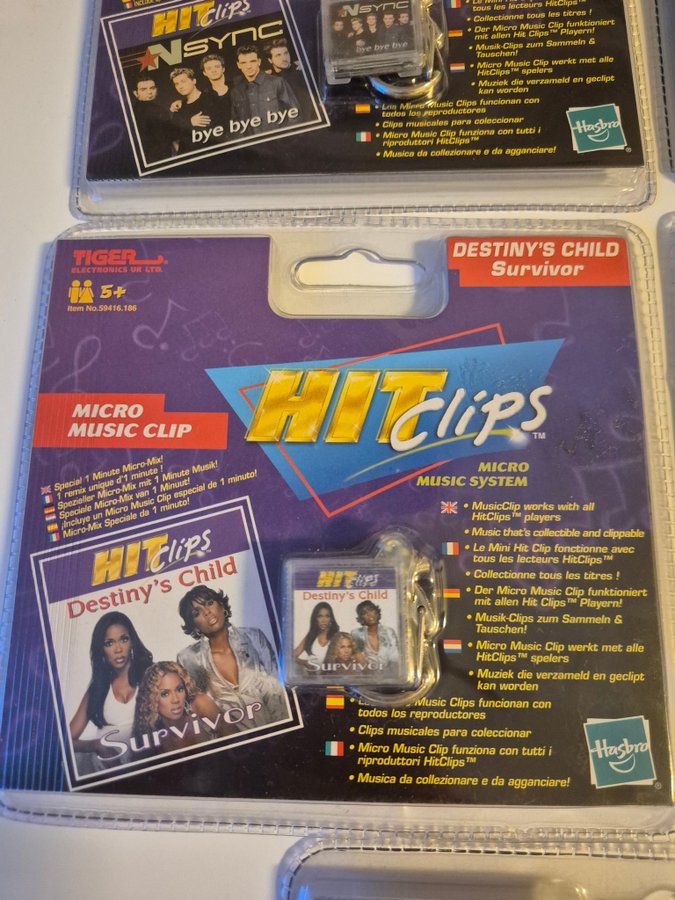 HIT Clips
NSYNC
bye bye bye
NSYNC
bye bye bye
tous les lecteurs HitClips™
• Collectionne tous les titres !
• Der Micro Music Clip funktioniert
mit allen Hit Clips™ Playern!
• Musik-Clips zum Sammeln &
Tauschen!
• Micro Music Clip werkt met alle
HitClips™ spelers
• Muziek die verzameld en geclipt
kan worden
• Los Micro Music Clips funcionan con
todos los reproductores
• Clips musicales para coleccionar
• Micro Music Clip funziona con tutti i
riproduttori HitClips™
• Musica da collezionare e da agganciare!
Hasbro
®
TIGER
ELECTRONICS UK LTD.
5+
Item No.59416.186
DESTINY'S CHILD
Survivor
HIT Clips™
MICRO
MUSIC SYSTEM
MICRO
MUSIC CLIP
Special 1 Minute Micro-Mix!
1 remix unique d'1 minute !
Spezieller Micro-Mix mit 1 Minute Musik!
Speciale Micro-Mix van 1 Minuut!
¡Incluye un Micro Music Clip especial de 1 minuto!
Micro-Mix Speciale da 1 minuto!
HIT Clips™
Destiny's Child
Survivor
HIT Clips
Destiny's Child
Survivor
• MusicClip works with all
HitClips™ players
• Music that's collectible and clippable
• Le Mini Hit Clip fonctionne avec
tous les lecteurs HitClips™
• Collectionne tous les titres !
• Der Micro Music Clip funktioniert
mit allen Hit Clips™ Playern!
• Musik-Clips zum Sammeln &
Tauschen!
• Micro Music Clip werkt met alle
HitClips™ spelers
• Muziek die verzameld en geclipt
kan worden
Music Clips funcionan con
todos los reproductores
• Clips musicales para coleccionar
• Micro Music Clip funziona con tutti i
riproduttori HitClips™
• Musica da collezionare e da agganciare!
Hasbro
®